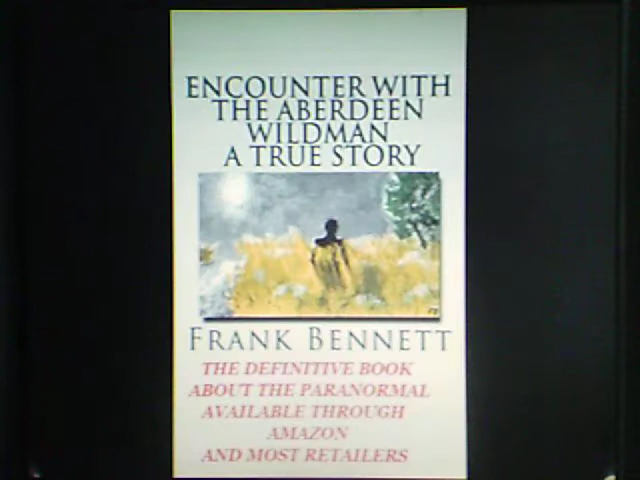 ENCOUNTER WITH
THE ABERDEEN
WILDMAN
A TRUE STORY
FRANK BENNETT
THE DEFINITIVE BOOK
ABOUT THE PARANORMAL
AVAILABLE THROUGH
AMAZON
AND MOST RETAILERS